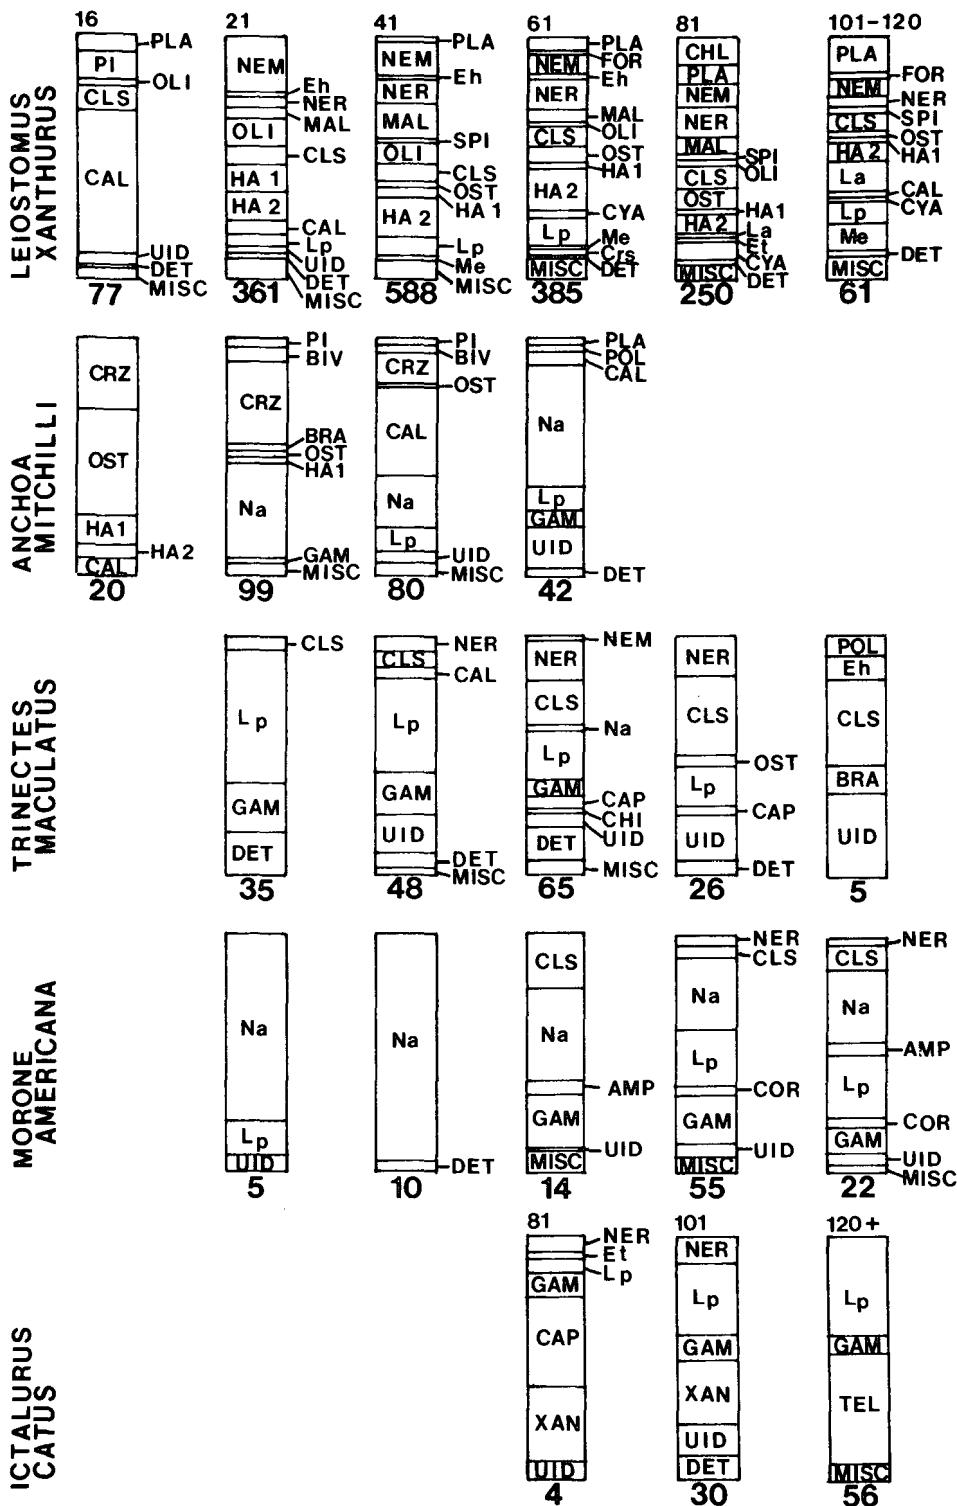 LEIOSTOMUS
XANTHURUS
16
PLA
PI
OLI
CLS
CAL
UID
DET
MISC
77
21
NEM
Eh
NER
MAL
OLI
CLS
HA1
HA2
CAL
Lp
UID
DET
MISC
361
41
PLA
NEM
Eh
NER
MAL
SPI
OLI
CLS
OST
HA1
HA2
Lp
Me
MISC
588
61
PLA
FOR
NEM
Eh
NER
MAL
OLI
CLS
OST
HA1
HA2
CYA
Lp
Me
Crs
DET
MISC
385
81
CHL
PLA
NEM
NER
MAL
SPI
OLI
CLS
OST
HA1
HA2
La
Et
CYA
MISC
DET
250
101-120
PLA
FOR
NEM
NER
SPI
CLS
OST
HA1
HA2
La
CAL
CYA
Lp
Me
DET
MISC
61
ANCHOA
MITCHILLI
CRZ
OST
HA1
HA2
CAL
20
PI
BIV
CRZ
BRA
OST
HA1
Na
GAM
MISC
99
PI
BIV
CRZ
OST
CAL
Na
Lp
UID
MISC
80
PLA
POL
CAL
Na
Lp
GAM
UID
DET
42
TRINECTES
MACULATUS
CLS
Lp
GAM
DET
35
NER
CLS
CAL
Lp
GAM
UID
DET
MISC
48
NEM
NER
CLS
Na
Lp
GAM
CAP
CHI
UID
DET
MISC
65
NER
CLS
OST
Lp
CAP
UID
DET
26
POL
Eh
CLS
BRA
UID
5
MORONE
AMERICANA
Na
Lp
UID
5
Na
DET
10
CLS
Na
AMP
GAM
UID
MISC
14
NER
CLS
Na
Lp
COR
GAM
UID
MISC
55
NER
CLS
Na
AMP
Lp
COR
GAM
UID
MISC
22
ICTALURUS
CATUS
81
NER
Et
Lp
GAM
CAP
XAN
UID
4
101
NER
Lp
GAM
XAN
UID
DET
30
120+
Lp
GAM
TEL
MISC
56